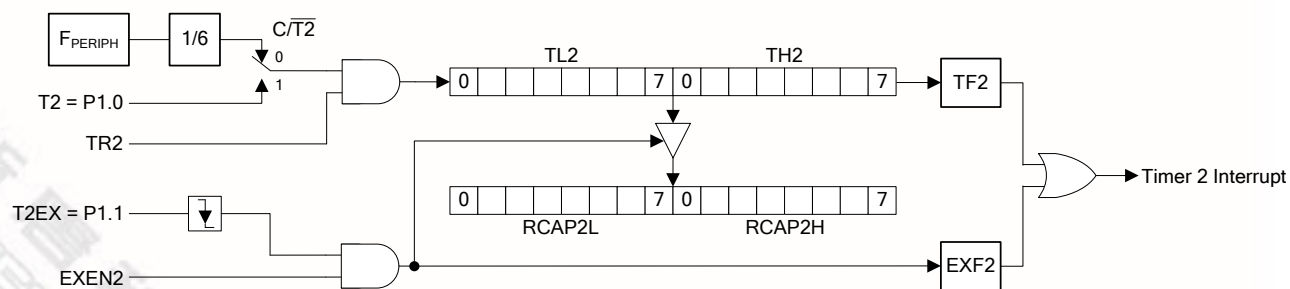 C/T2
FPERIPH 1/6 0 TL2 TH2
1 0 7 0 7 TF2
T2 = P1.0
TR2
Timer 2 Interrupt
T2EX = P1.1 0 7 0 7
RCAP2L RCAP2H
EXEN2 EXF2